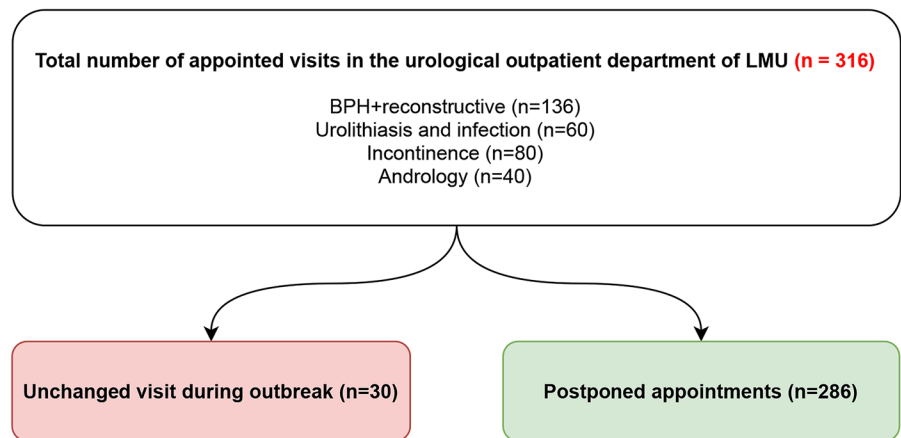 Total number of appointed visits in the urological outpatient department of LMU (n = 316)
BPH+reconstructive (n=136)
Urolithiasis and infection (n=60)
Incontinence (n=80)
Andrology (n=40)
Unchanged visit during outbreak (n=30)
Postponed appointments (n=286)